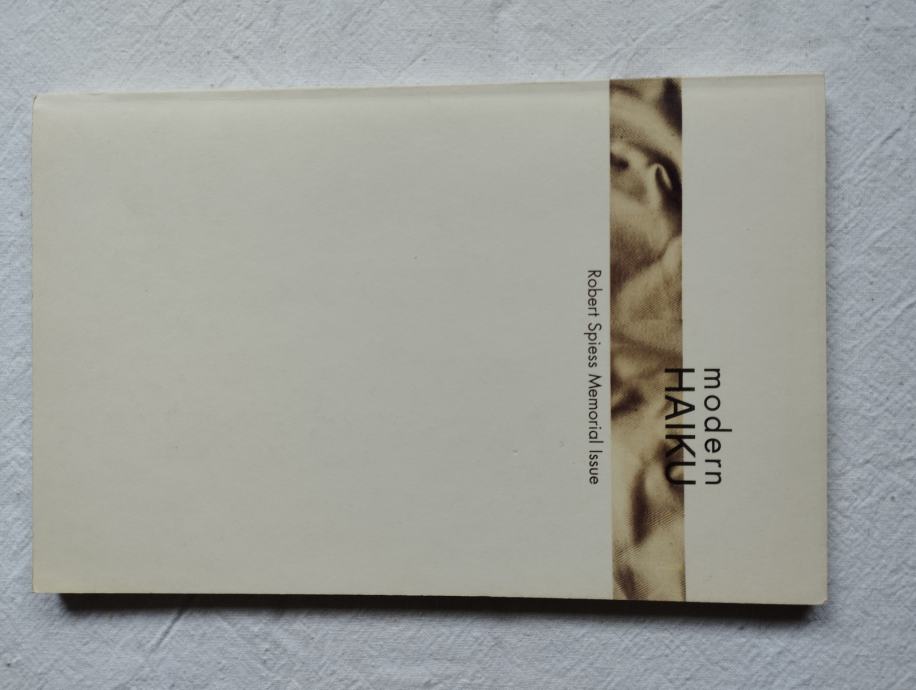 modern
HAIKU
Robert Spiess Memorial Issue